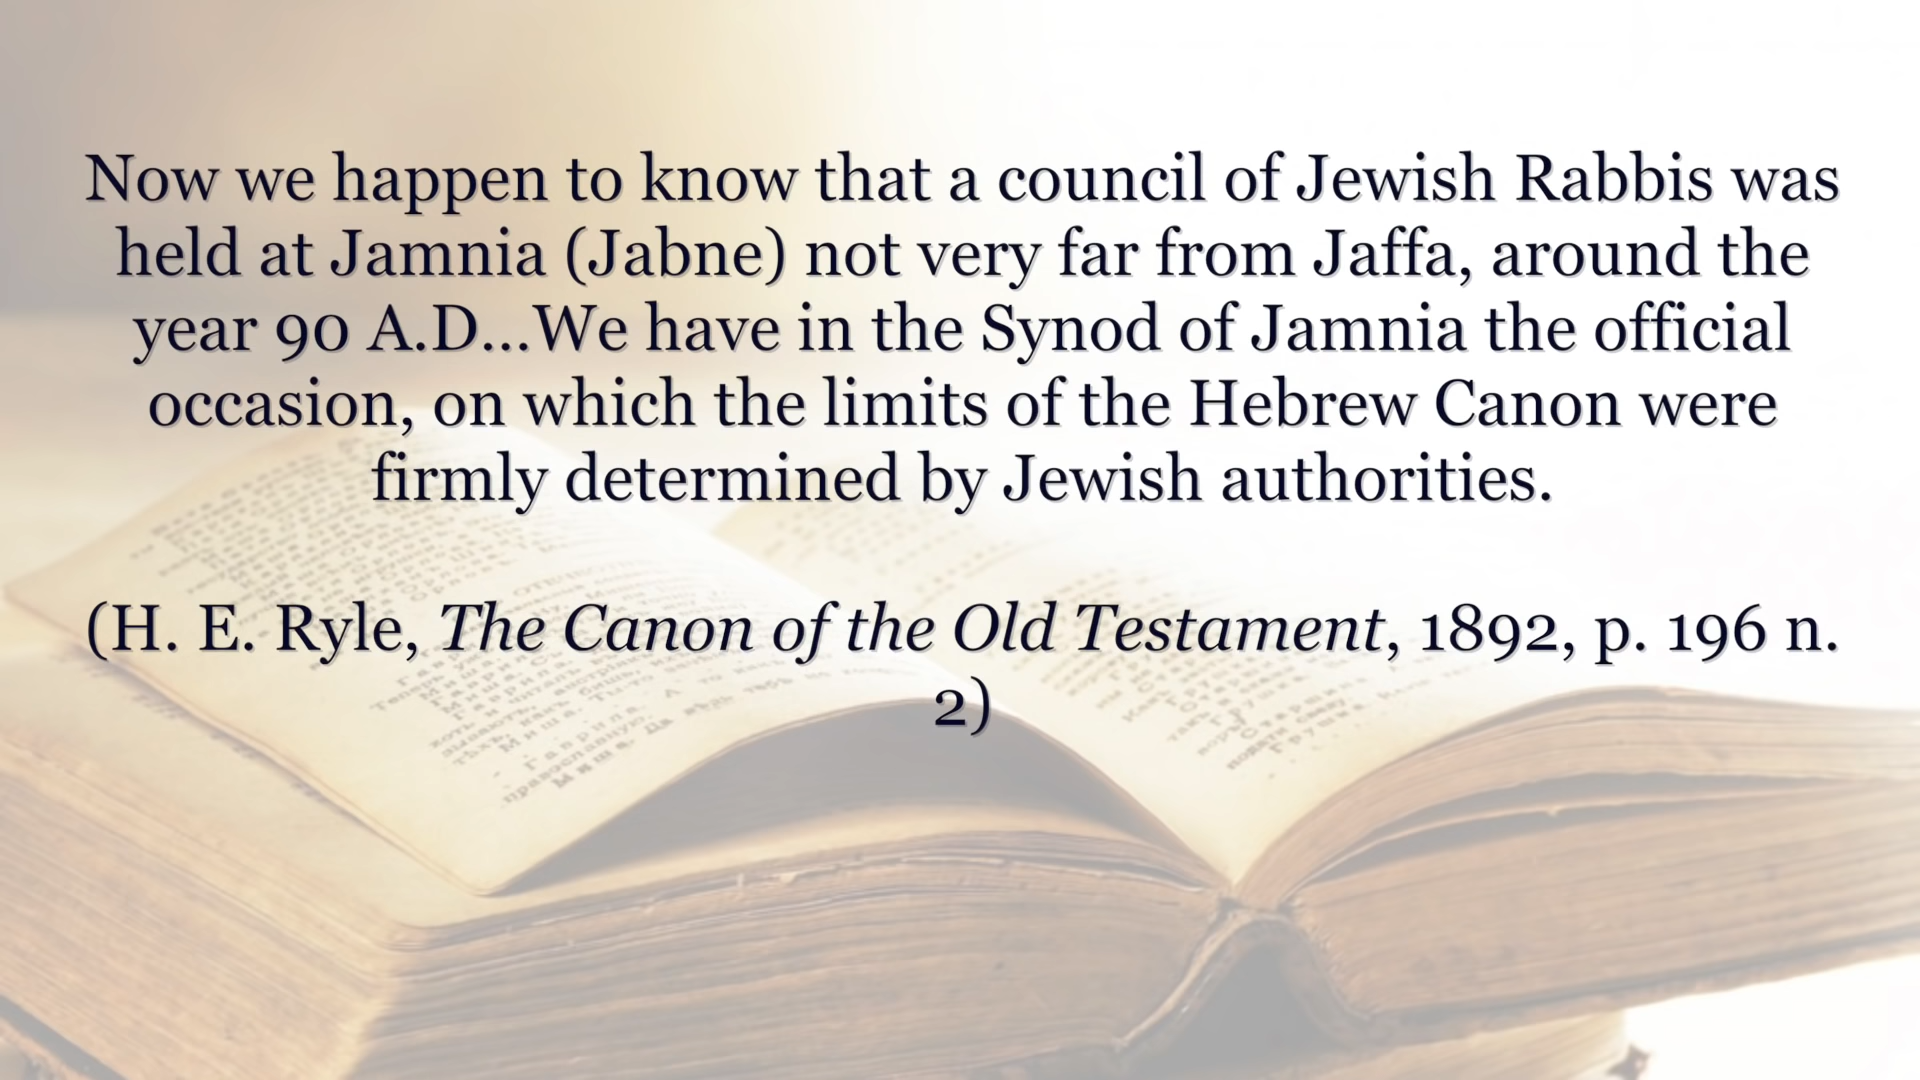 Now we happen to know that a council of Jewish Rabbis was
held at Jamnia (Jabne) not very far from Jaffa, around the
year 90 A.D...We have in the Synod of Jamnia the official
occasion, on which the limits of the Hebrew Canon were
firmly determined by Jewish authorities.
(H. E. Ryle, The Canon of the Old Testament, 1892, p. 196 n.
2)